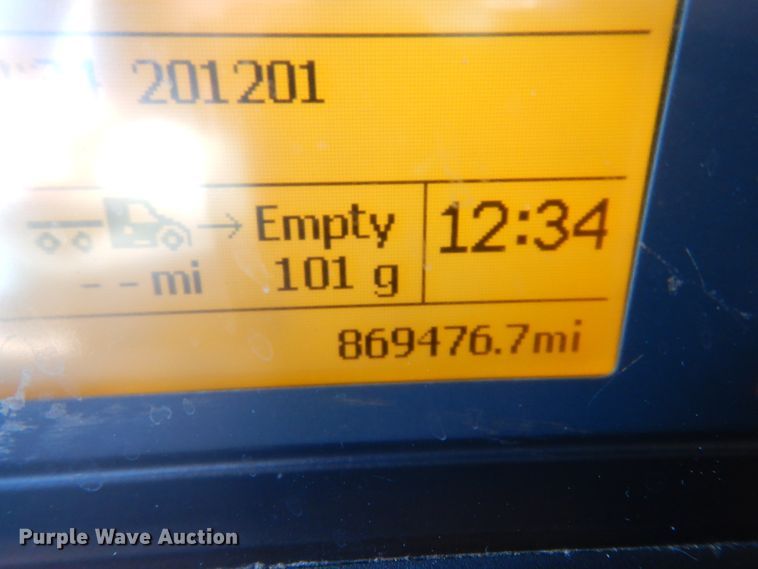 201201
Empty
12:34
-- mi
101 g
869476.7mi
Purple Wave Auction®